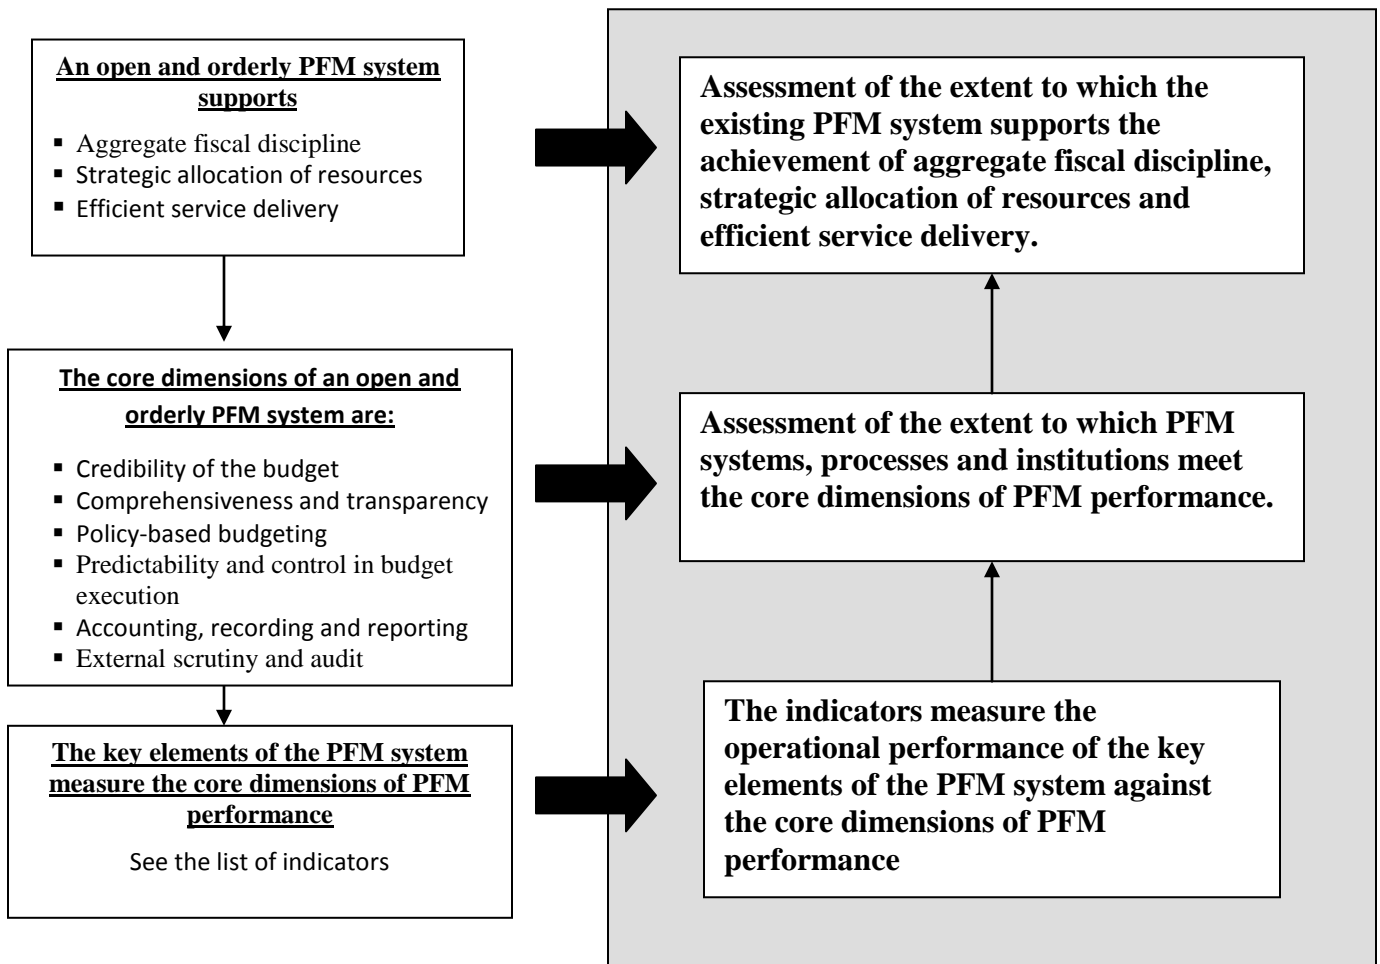 An open and orderly PFM system
supports
▪ Aggregate fiscal discipline
▪ Strategic allocation of resources
▪ Efficient service delivery
Assessment of the extent to which the
existing PFM system supports the
achievement of aggregate fiscal discipline,
strategic allocation of resources and
efficient service delivery.
The core dimensions of an open and
orderly PFM system are:
▪ Credibility of the budget
▪ Comprehensiveness and transparency
▪ Policy-based budgeting
▪ Predictability and control in budget
execution
▪ Accounting, recording and reporting
▪ External scrutiny and audit
Assessment of the extent to which PFM
systems, processes and institutions meet
the core dimensions of PFM performance.
The key elements of the PFM system
measure the core dimensions of PFM
performance
See the list of indicators
The indicators measure the
operational performance of the key
elements of the PFM system against
the core dimensions of PFM
performance